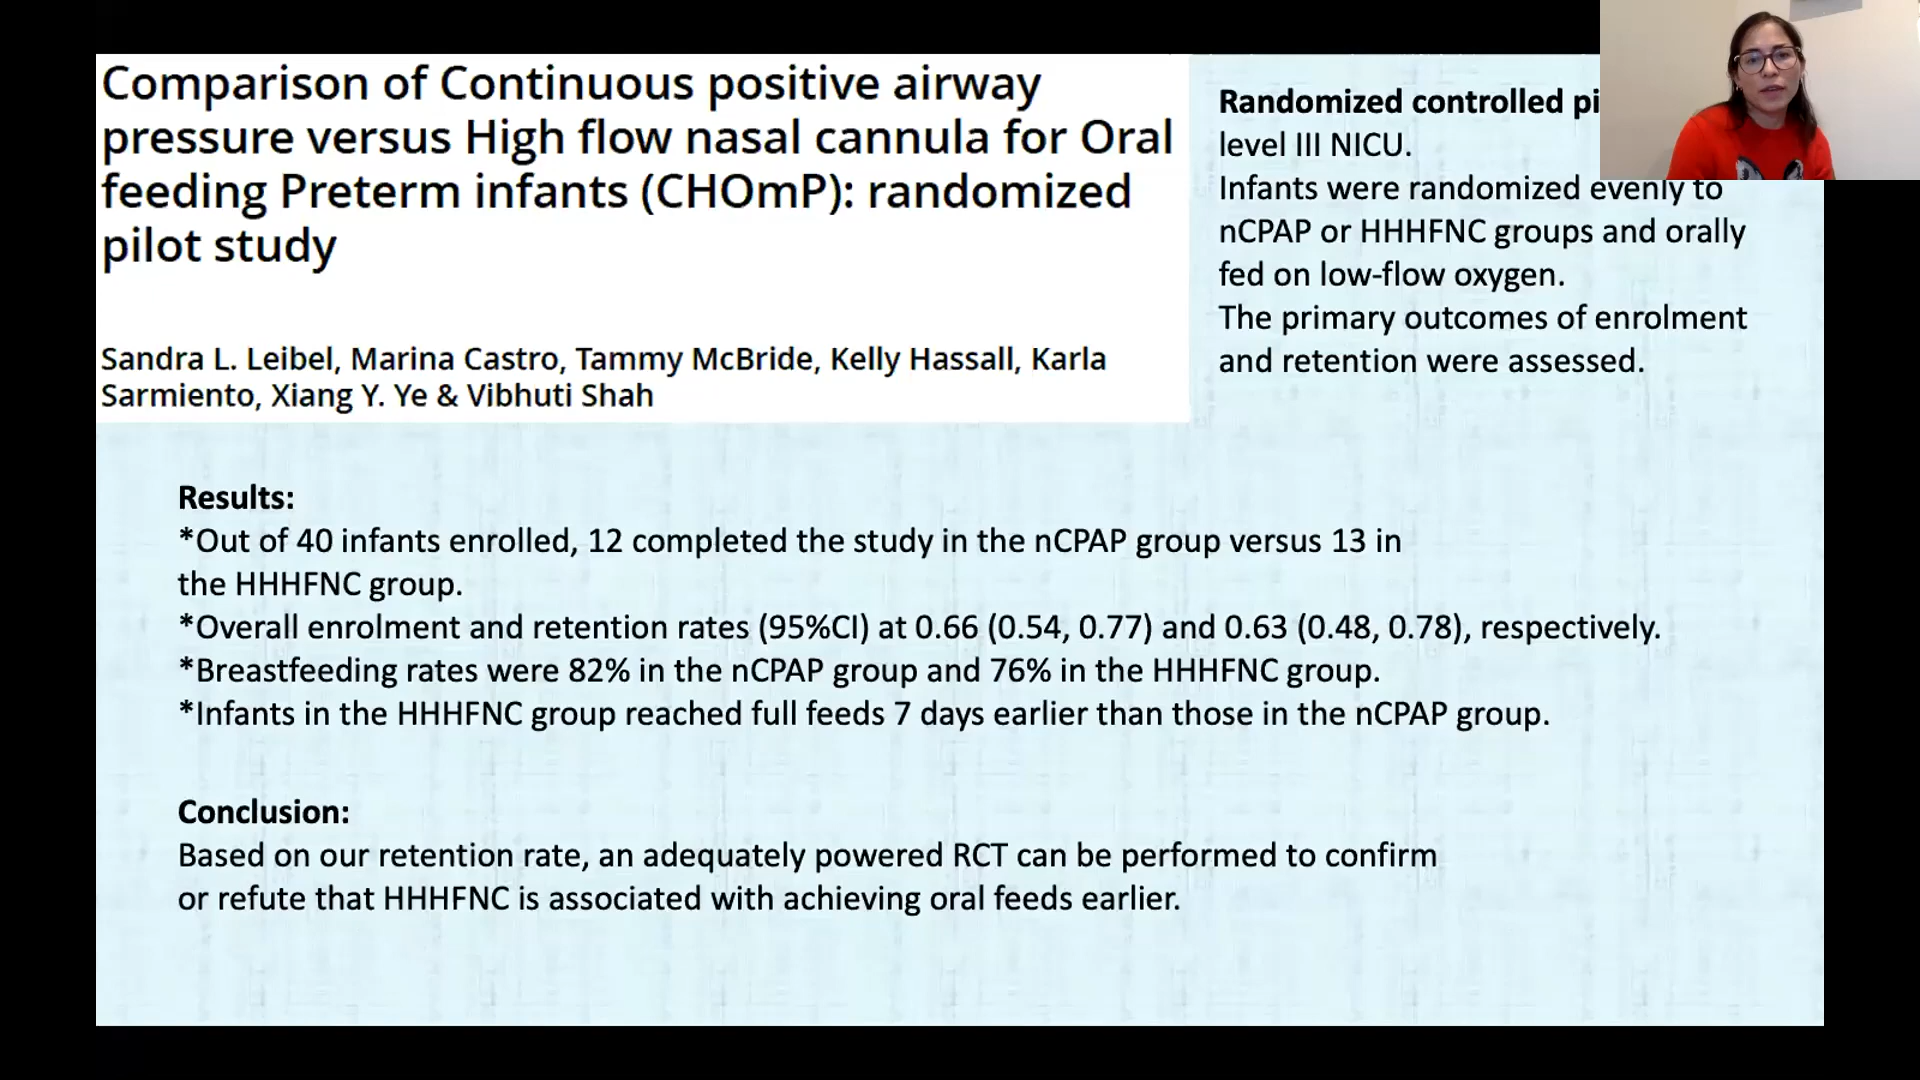 Comparison of Continuous positive airway
pressure versus High flow nasal cannula for Oral
feeding Preterm infants (CHOmP): randomized
pilot study
Sandra L. Leibel, Marina Castro, Tammy McBride, Kelly Hassall, Karla
Sarmiento, Xiang Y. Ye & Vibhuti Shah
Randomized controlled
level III NICU.
Infants were randomized evenly to
nCPAP or HHHFNC groups and orally
fed on low-flow oxygen.
The primary outcomes of enrolment
and retention were assessed.
Results:
*Out of 40 infants enrolled, 12 completed the study in the nCPAP group versus 13 in
the HHHFNC group.
*Overall enrolment and retention rates (95%CI) at 0.66 (0.54, 0.77) and 0.63 (0.48, 0.78), respectively.
*Breastfeeding rates were 82% in the nCPAP group and 76% in the HHHFNC group.
*Infants in the HHHFNC group reached full feeds 7 days earlier than those in the nCPAP group.
Conclusion:
Based on our retention rate, an adequately powered RCT can be performed to confirm
or refute that HHHFNC is associated with achieving oral feeds earlier.